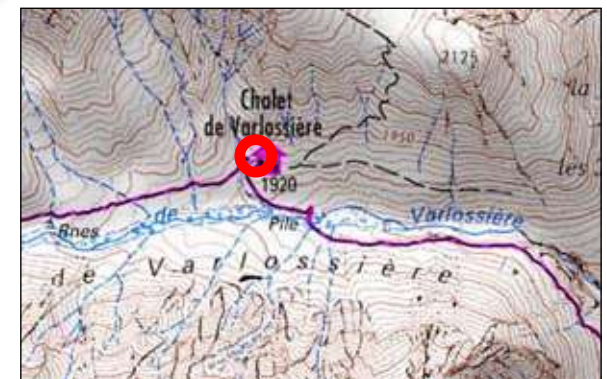 2125
la
Chalet
de Varlossière
1950
les
1920
Rnes
de
Pile
Varlossière
de Varlossière